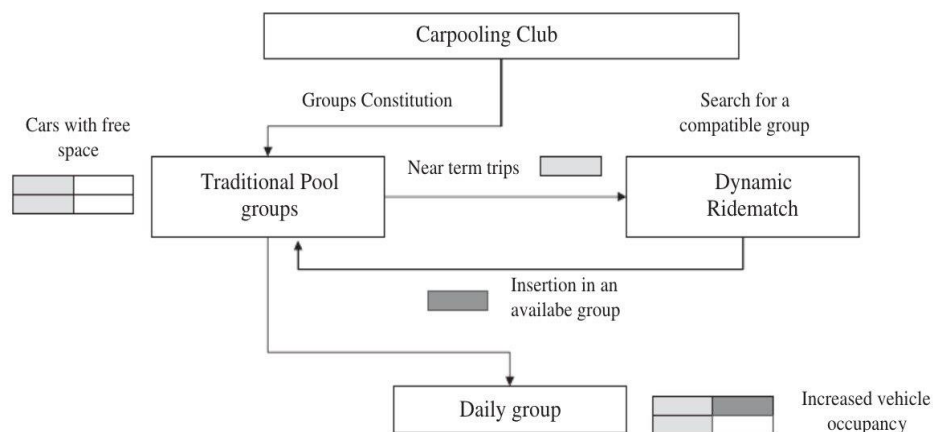 Carpooling Club
Groups Constitution
Search for a
compatible group
Cars with free
space
Traditional Pool
groups
Near term trips
Dynamic
Ridematch
Insertion in an
availabe group
Daily group
Increased vehicle
occupancy